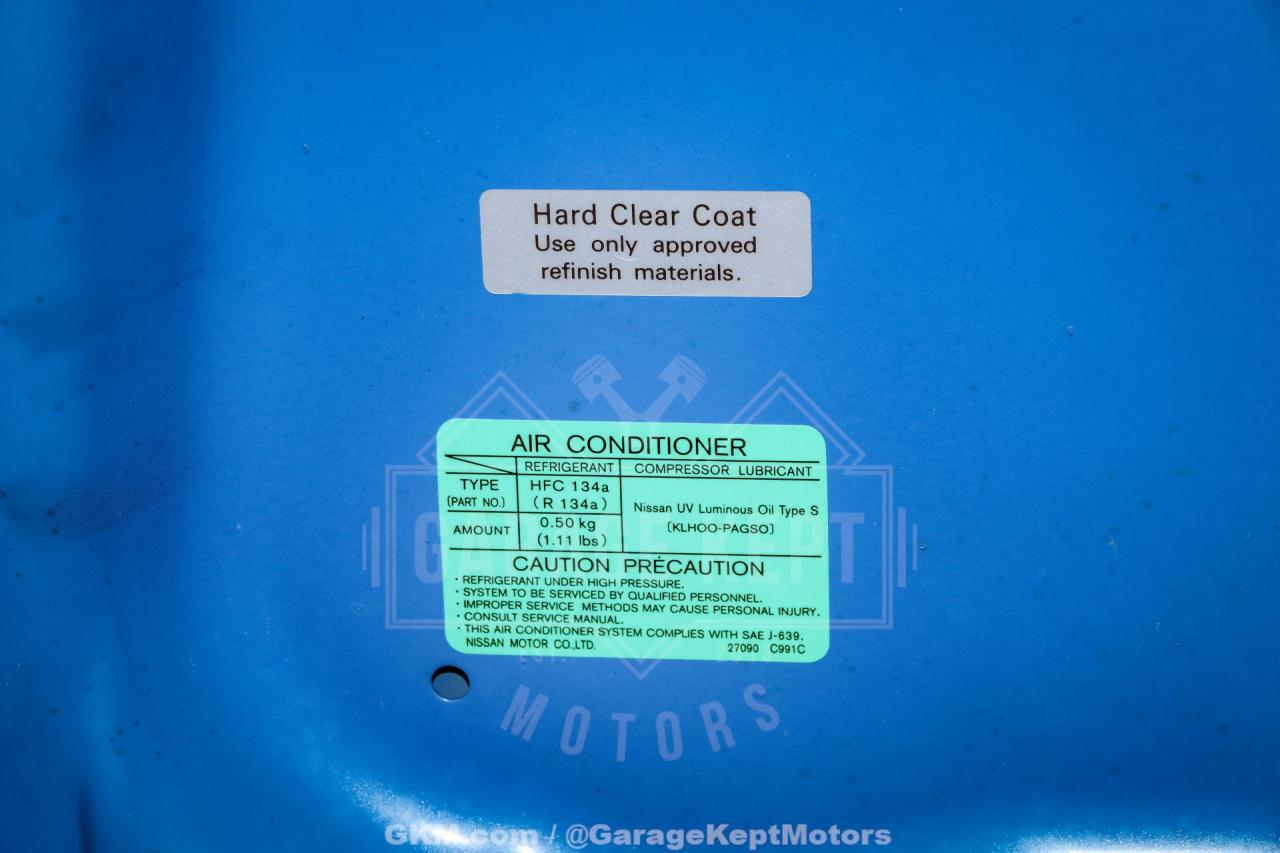 Hard Clear Coat
Use only approved
refinish materials.
AIR CONDITIONER
REFRIGERANT COMPRESSOR LUBRICANT
TYPE
(PART NO.)
HFC 134a
(R 134a)
Nissan UV Luminous Oil Type S
(KLHOO-PAGSO)
AMOUNT
0.50 kg
(1.11 lbs)
CAUTION PRÉCAUTION
· REFRIGERANT UNDER HIGH PRESSURE.
· SYSTEM TO BE SERVICED BY QUALIFIED PERSONNEL.
· IMPROPER SERVICE METHODS MAY CAUSE PERSONAL INJURY.
· CONSULT SERVICE MANUAL.
· THIS AIR CONDITIONER SYSTEM COMPLIES WITH SAE J-639.
NISSAN MOTOR CO.,LTD. 27090 C991C
GARAGE KEPT
EST.
MOTORS
/ @GarageKeptMotors